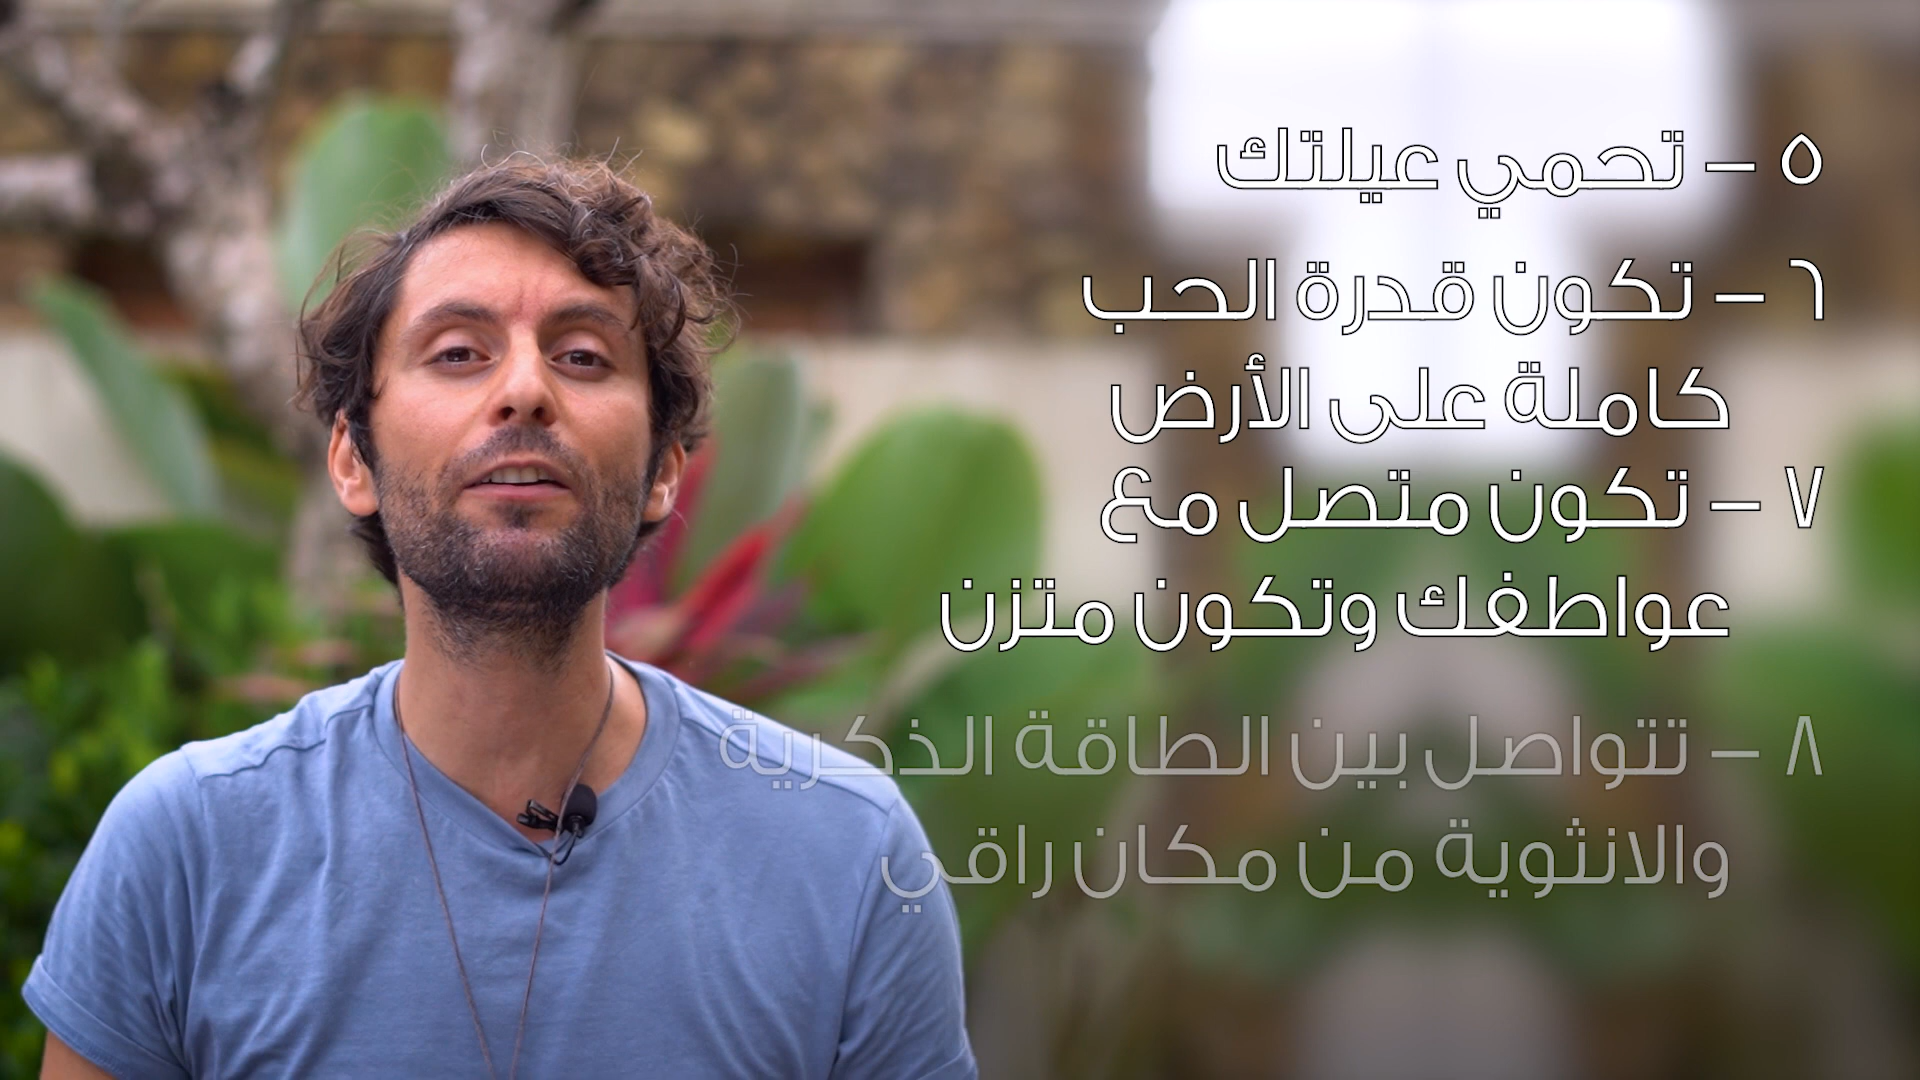 ٥ – تحمي عيلتك
٦ – تكون قدرة الحب
كاملة على الأرض
٧ – تكون متصل مع
عواطفك وتكون متزن
٨ – تتواصل بين الطاقة الذكرية
والانثوية من مكان راقي